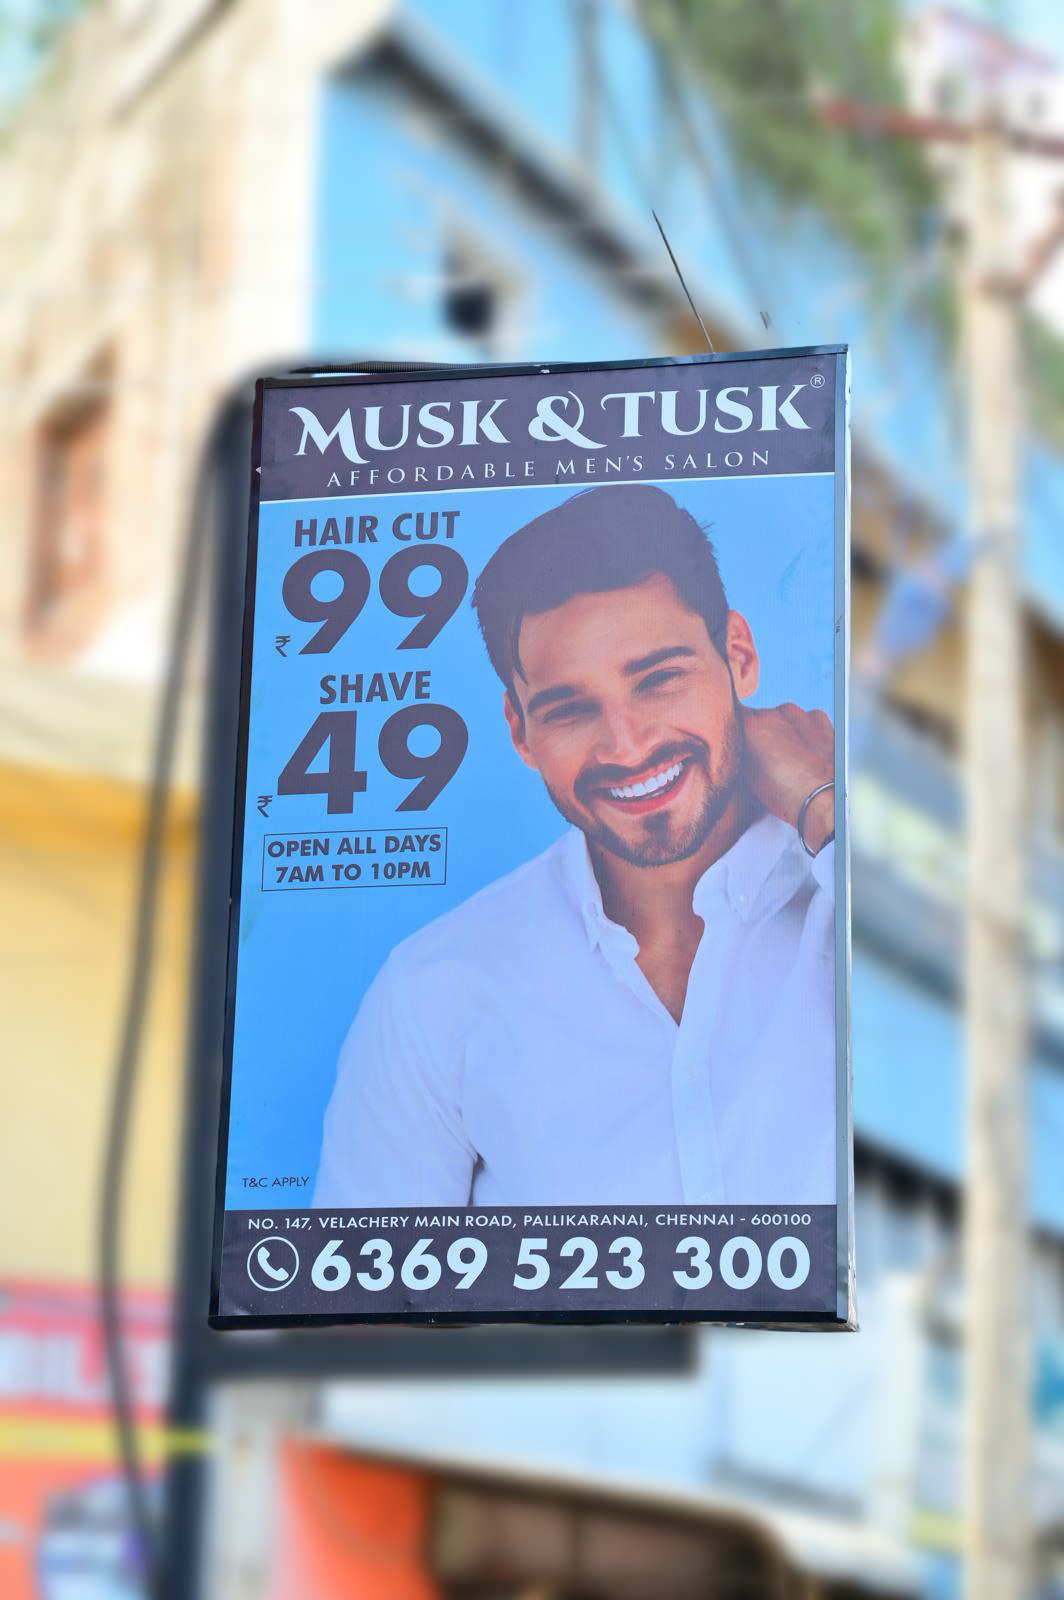 MUSK & TUSK®
AFFORDABLE MEN'S SALON
HAIR CUT
₹99
SHAVE
₹49
OPEN ALL DAYS
7AM TO 10PM
T&C APPLY
NO. 147, VELACHERY MAIN ROAD, PALLIKARANAI, CHENNAI - 600100
6369 523 300